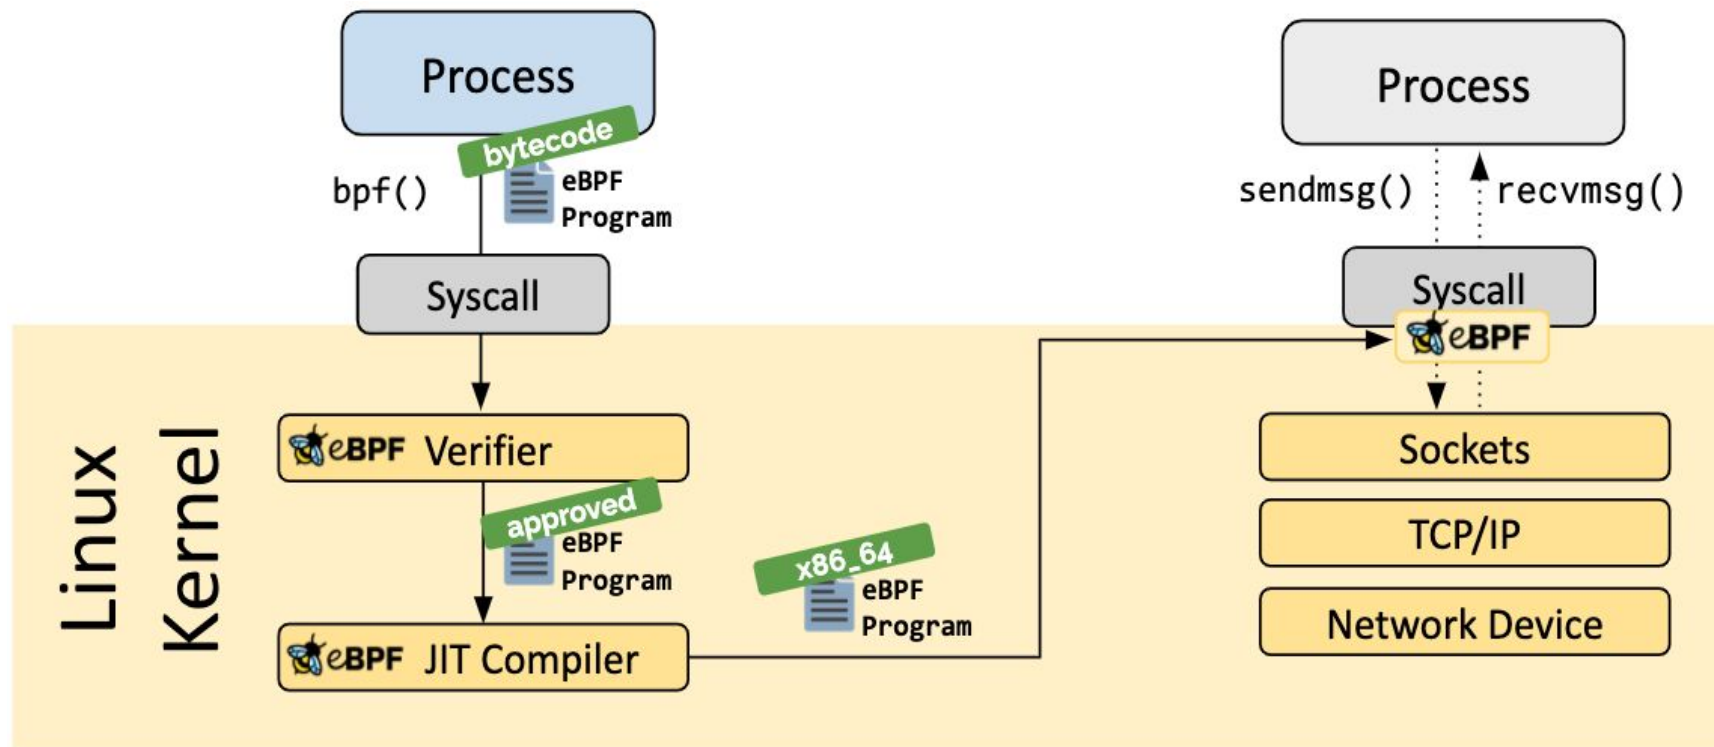 Process
bytecode
bpf()
eBPF
Program
Syscall
Process
sendmsg()
recvmsg()
Syscall
eBPF
Linux
Kernel
eBPF Verifier
approved
eBPF
Program
x86_64
eBPF
Program
eBPF JIT Compiler
Sockets
TCP/IP
Network Device